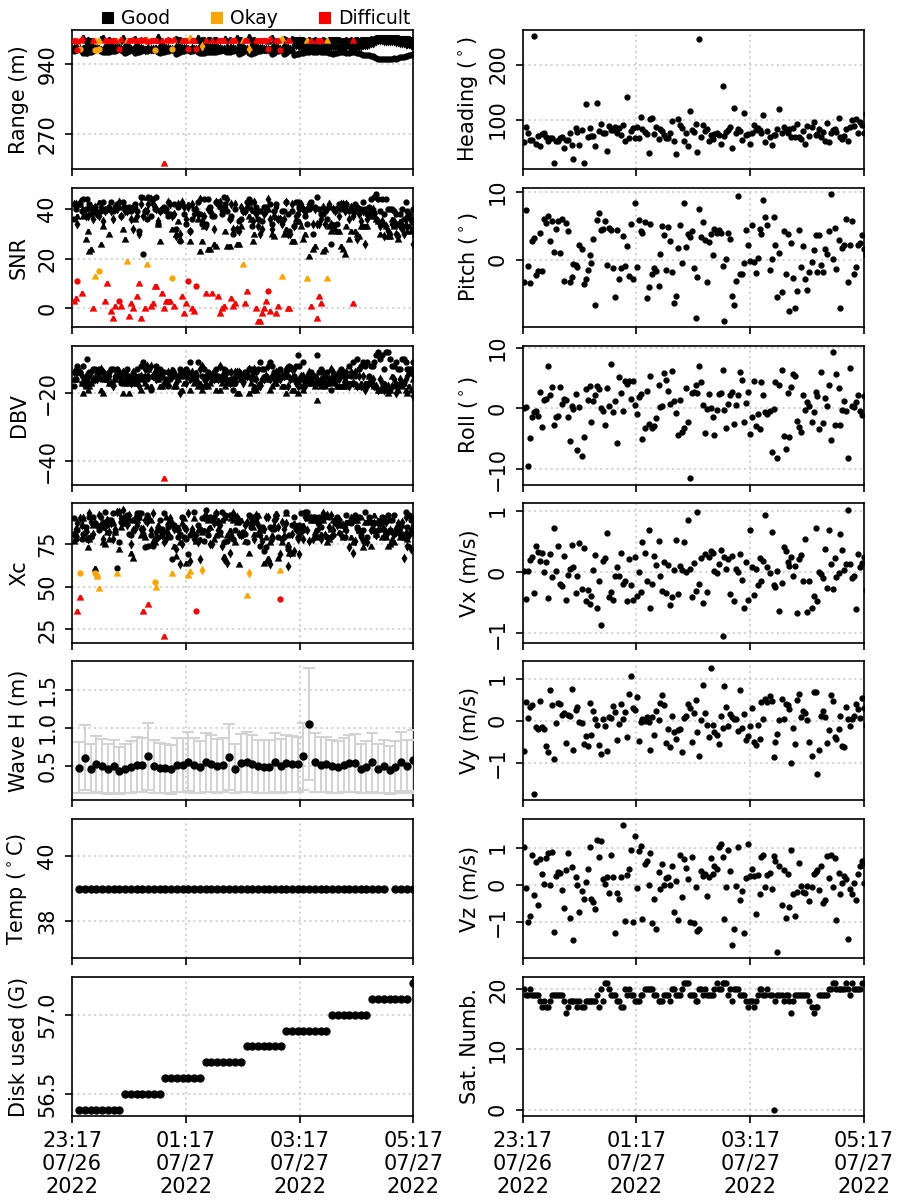 Good Okay Difficult
Range (m)
940
270
Heading (°)
200
100
SNR
40
20
0
Pitch (°)
10
0
DBV
−20
−40
Roll (°)
10
0
−10
Xc
75
50
25
Vx (m/s)
1
0
−1
Wave H (m)
1.5
1.0
0.5
Vy (m/s)
1
0
−1
Temp (°C)
40
38
Vz (m/s)
1
0
−1
Disk used (G)
57.0
56.5
Sat. Numb.
20
10
0
23:17 01:17 03:17 05:17
07/26 07/27 07/27 07/27
2022 2022 2022 2022
23:17 01:17 03:17 05:17
07/26 07/27 07/27 07/27
2022 2022 2022 2022